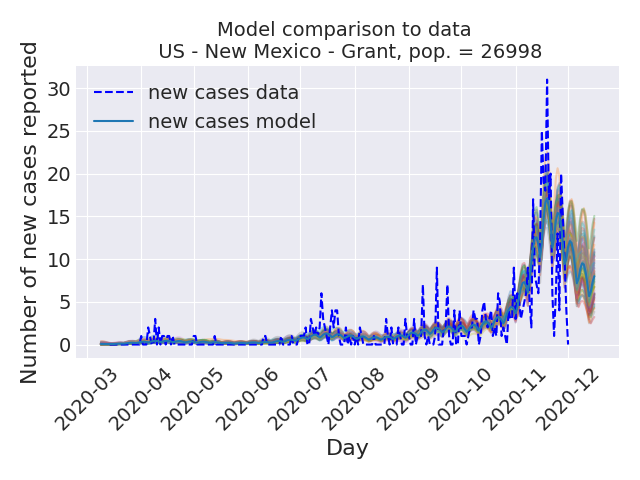 Model comparison to data
US - New Mexico - Grant, pop. = 26998
Number of new cases reported
30
25
20
15
10
5
0
new cases data
new cases model
2020-03
2020-04
2020-05
2020-06
2020-07
2020-08
2020-09
2020-10
2020-11
2020-12
Day